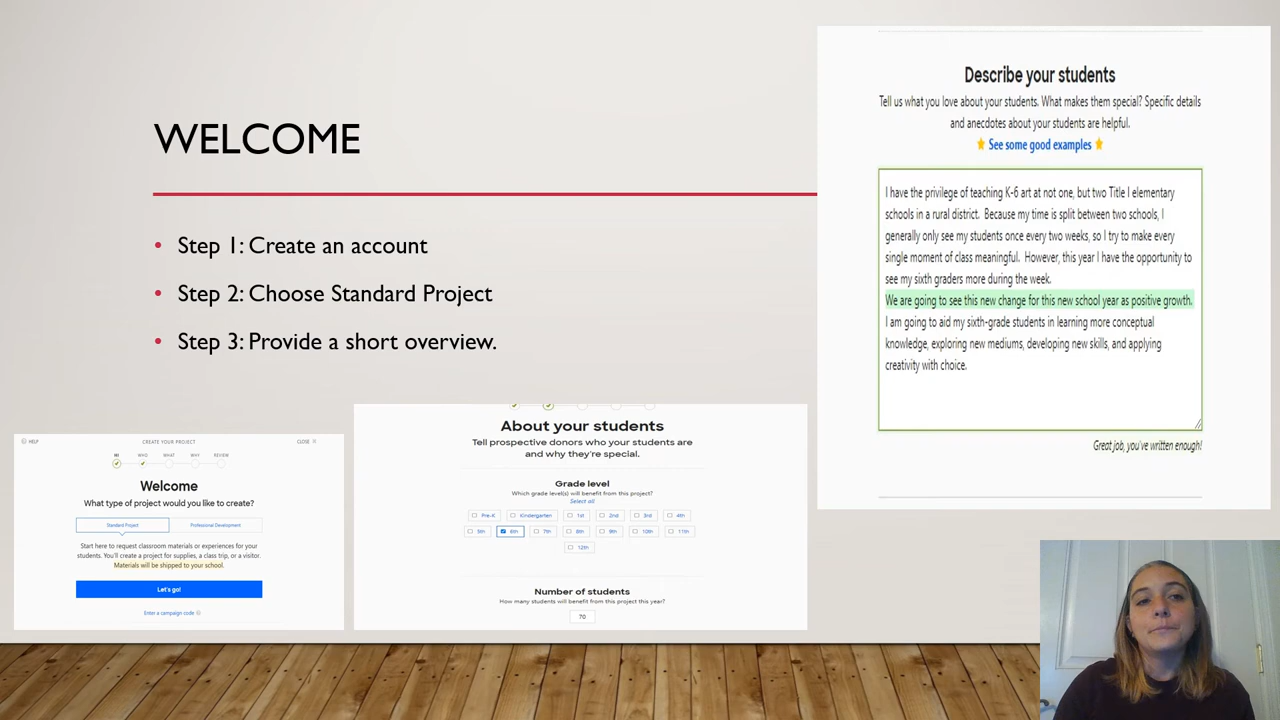 WELCOME
• Step 1: Create an account
• Step 2: Choose Standard Project
• Step 3: Provide a short overview.
HELP
CREATE YOUR PROJECT
CLOSE
HI WHO WHAT WHY REVIEW
Welcome
What type of project would you like to create?
Standard Project
Professional Development
Start here to request classroom materials or experiences for your
students. You'll create a project for supplies, a class trip, or a visitor.
Materials will be shipped to your school.
Let's go!
Enter a campaign code
About your students
Tell prospective donors who your students are
and why they're special.
Grade level
Which grade level(s) will benefit from this project?
Select all
Pre-K Kindergarten 1st 2nd 3rd 4th
5th 6th 7th 8th 9th 10th 11th
12th
Number of students
How many students will benefit from this project this year?
70
Describe your students
Tell us what you love about your students. What makes them special? Specific details
and anecdotes about your students are helpful.
See some good examples
I have the privilege of teaching K-6 art at not one, but two Title I elementary
schools in a rural district. Because my time is split between two schools, I
generally only see my students once every two weeks, so I try to make every
single moment of class meaningful. However, this year I have the opportunity to
see my sixth graders more during the week.
We are going to see this new change for this new school year as positive growth.
I am going to aid my sixth-grade students in learning more conceptual
knowledge, exploring new mediums, developing new skills, and applying
creativity with choice.
Great job, you've written enough!